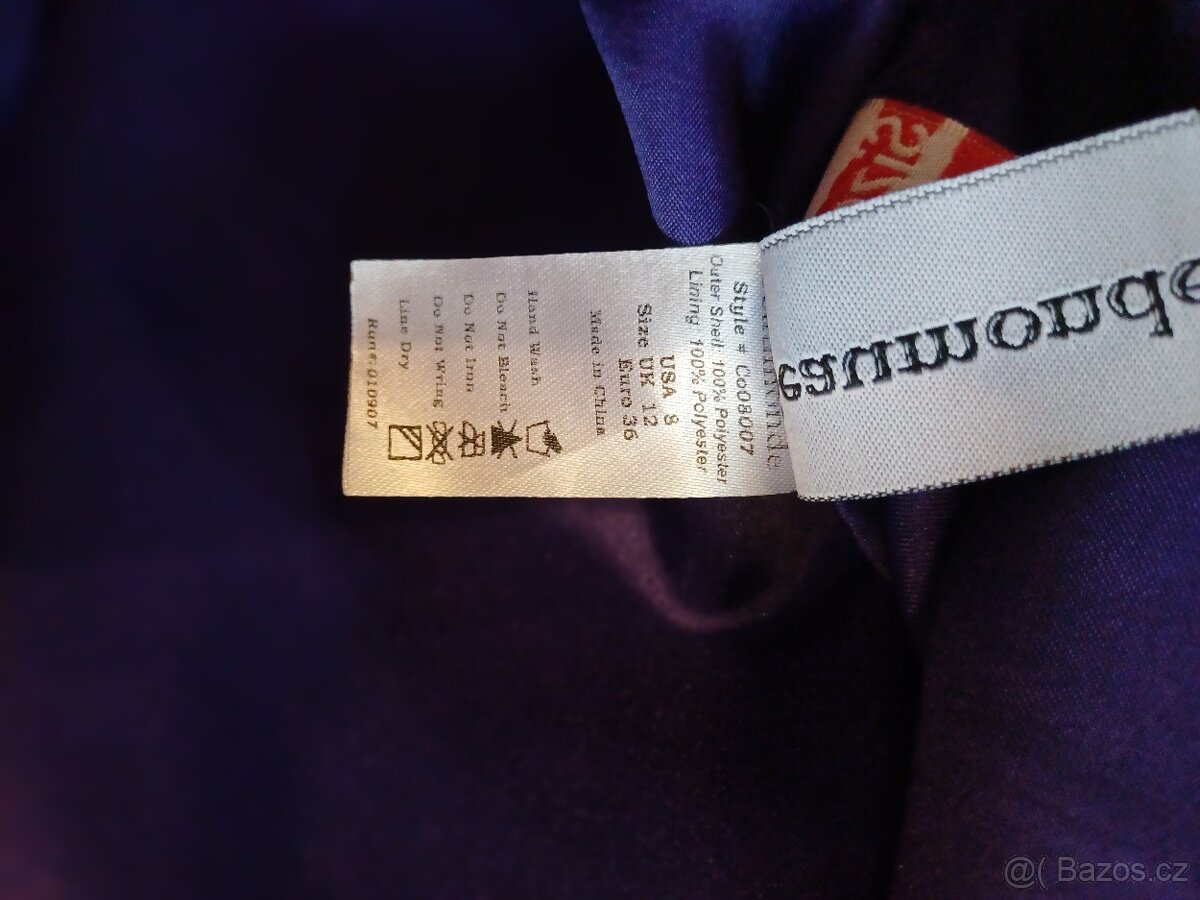 Style # Co08007
Outer Shell 100% Polyester
Lining 100% Polyester
USA 8
Size UK 12
Euro 36
Made in China
Hand Wash
Do Not Bleach
Do Not Iron
Do Not Wring
Line Dry
Run# 010907
@( Bazos.cz